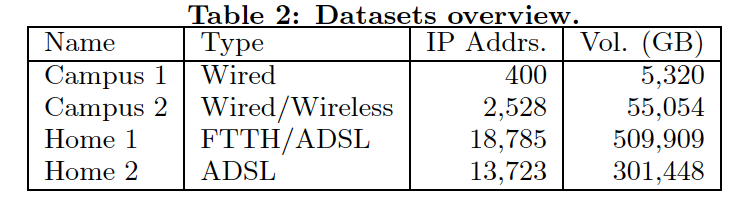 Table 2: Datasets overview.
Name Type IP Addrs. Vol. (GB)
Campus 1 Wired 400 5,320
Campus 2 Wired/Wireless 2,528 55,054
Home 1 FTTH/ADSL 18,785 509,909
Home 2 ADSL 13,723 301,448